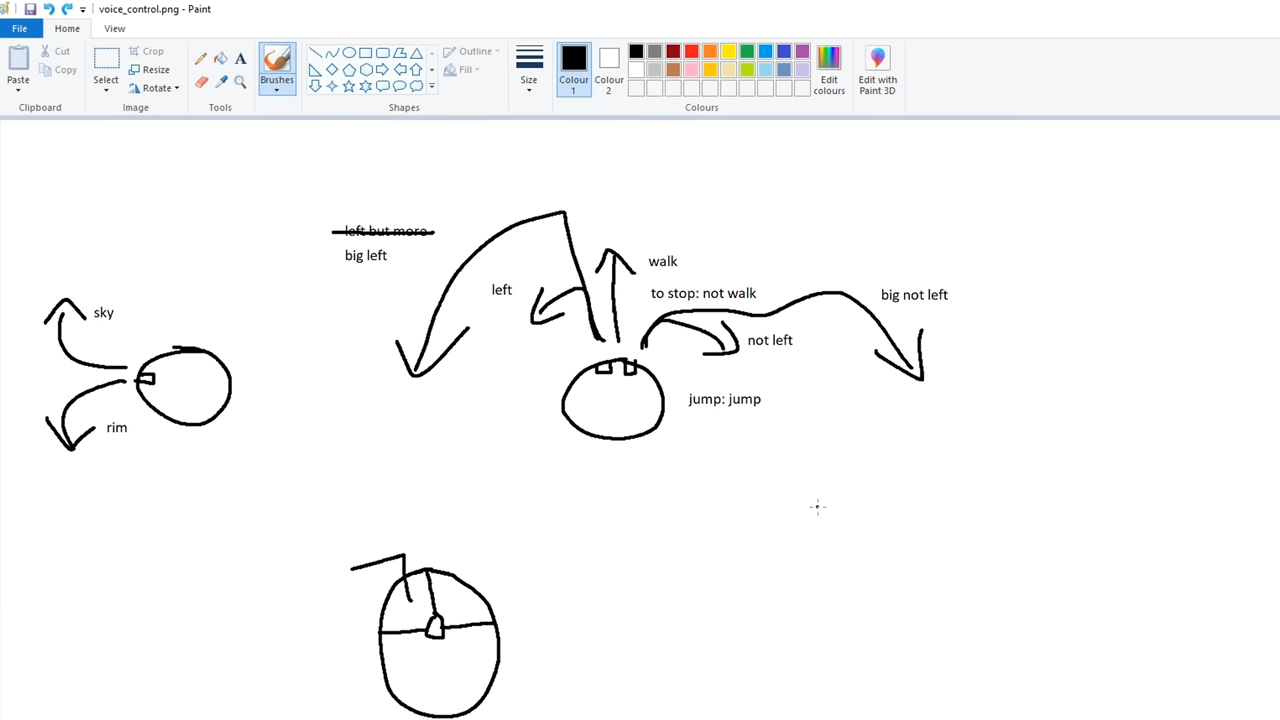 voice_control.png - Paint
File
Home
View
Paste
Cut
Copy
Clipboard
Select
Crop
Resize
Rotate
Image
A
Tools
Brushes
Outline
Fill
Shapes
Size
Colour
1
Colour
2
Edit
colours
Edit with
Paint 3D
Colours
left but more
big left
left
walk
to stop: not walk
big not left
not left
jump: jump
sky
rim